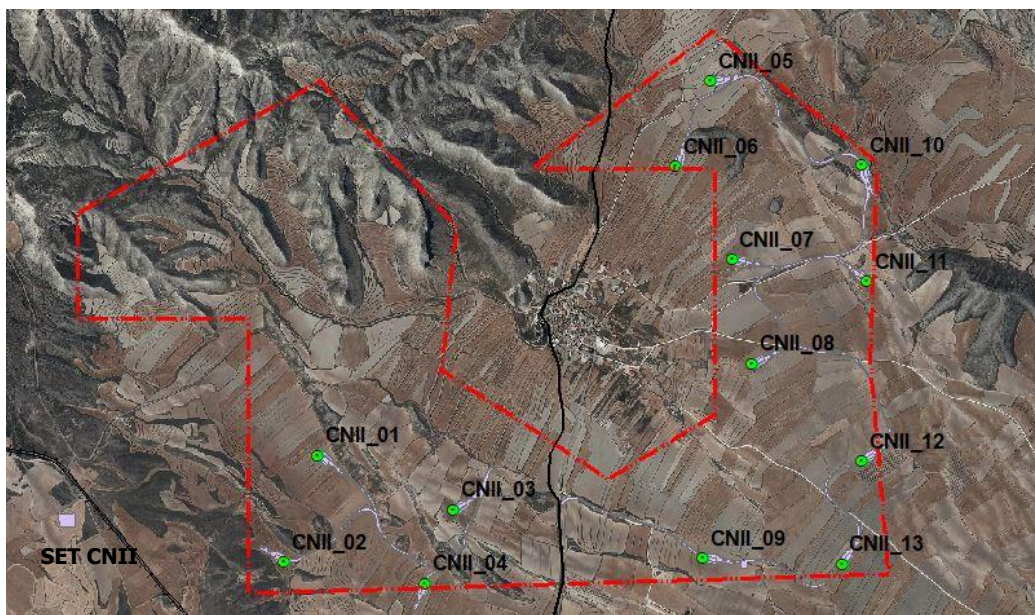 CNII_05
CNII_06
CNII_10
CNII_07
CNII_11
CNII_08
CNII_01
CNII_12
CNII_03
CNII_02
CNII_09
CNII_13
CNII_04
SET CNII